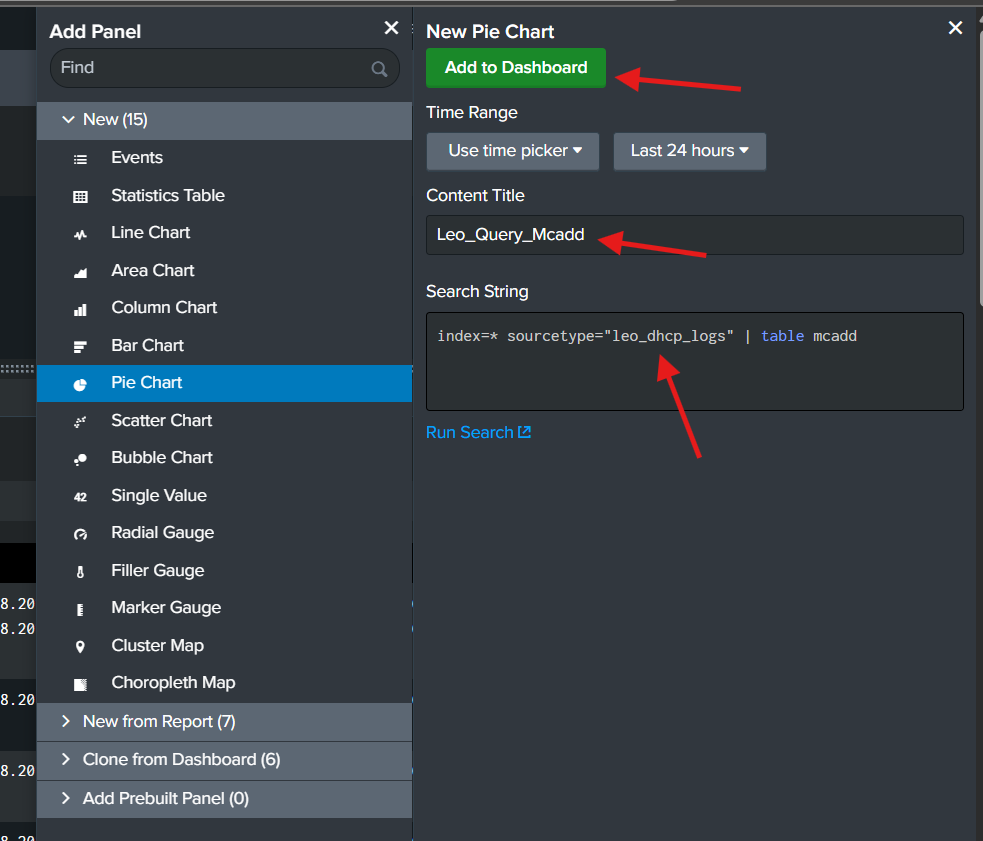 Add Panel
Find
New (15)
Events
Statistics Table
Line Chart
Area Chart
Column Chart
Bar Chart
Pie Chart
Scatter Chart
Bubble Chart
42 Single Value
Radial Gauge
Filler Gauge
Marker Gauge
Cluster Map
Choropleth Map
New from Report (7)
Clone from Dashboard (6)
Add Prebuilt Panel (0)
New Pie Chart
Add to Dashboard
Time Range
Use time picker
Last 24 hours
Content Title
Leo_Query_Mcadd
Search String
index=* sourcetype="leo_dhcp_logs" | table mcadd
Run Search
8.20
8.20
8.20
8.20